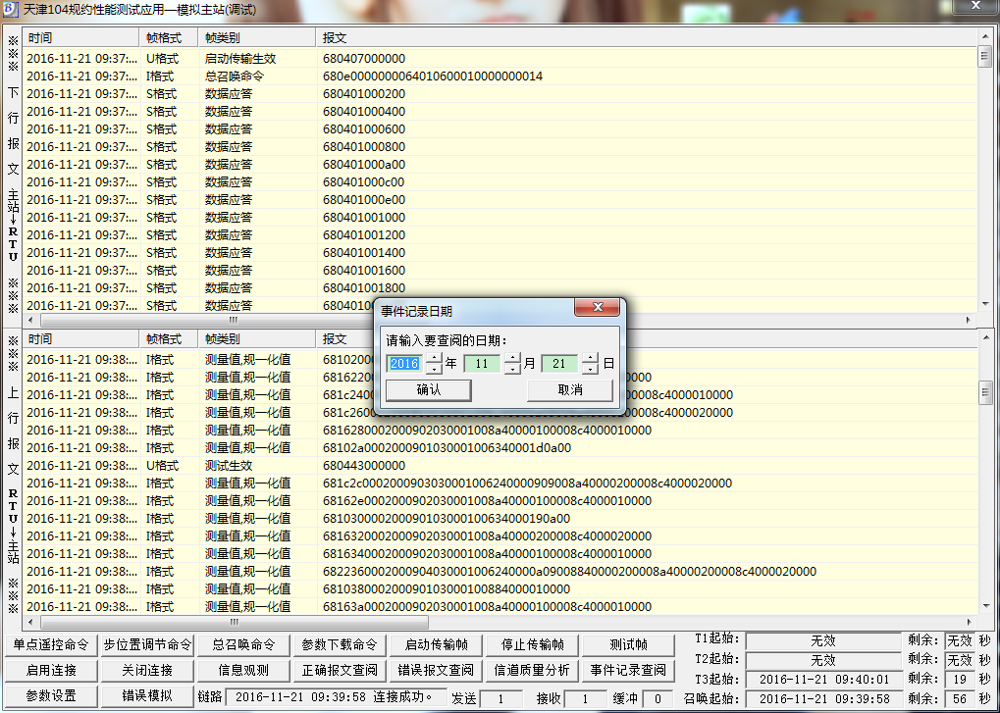 天津104规约性能测试应用—模拟主站(调试)
※※※ 下行报文 主站→RTU ※※※
时间 帧格式 帧类别 报文
2016-11-21 09:37:... U格式 启动传输生效 680407000000
2016-11-21 09:37:... I格式 总召唤命令 680e0000000064010600010000000014
2016-11-21 09:37:... S格式 数据应答 680401000200
2016-11-21 09:37:... S格式 数据应答 680401000400
2016-11-21 09:37:... S格式 数据应答 680401000600
2016-11-21 09:37:... S格式 数据应答 680401000800
2016-11-21 09:37:... S格式 数据应答 680401000a00
2016-11-21 09:37:... S格式 数据应答 680401000c00
2016-11-21 09:37:... S格式 数据应答 680401000e00
2016-11-21 09:37:... S格式 数据应答 680401001000
2016-11-21 09:37:... S格式 数据应答 680401001200
2016-11-21 09:37:... S格式 数据应答 680401001400
2016-11-21 09:37:... S格式 数据应答 680401001600
2016-11-21 09:37:... S格式 数据应答 680401001800
2016-11-21 09:37:... S格式 数据应答 68040100
事件记录日期
请输入要查阅的日期:
2016 年 11 月 21 日
确认 取消
※※※ 上行报文 RTU→主站 ※※※
时间 帧格式 帧类别 报文
2016-11-21 09:38:... I格式 测量值,规一化值 6810200
2016-11-21 09:38:... I格式 测量值,规一化值 6816220 0000
2016-11-21 09:38:... I格式 测量值,规一化值 681c240 00008c4000010000
2016-11-21 09:38:... I格式 测量值,规一化值 681c260 00008c4000020000
2016-11-21 09:38:... I格式 测量值,规一化值 6816280002000902030001008a40000100008c4000010000
2016-11-21 09:38:... I格式 测量值,规一化值 68102a0002000901030001006340001d0a00
2016-11-21 09:38:... U格式 测试生效 680443000000
2016-11-21 09:38:... I格式 测量值,规一化值 681c2c0002000903030001006240000909008a40000200008c4000020000
2016-11-21 09:38:... I格式 测量值,规一化值 68162e0002000902030001008a40000100008c4000010000
2016-11-21 09:38:... I格式 测量值,规一化值 68103000020009010300010063400190a00
2016-11-21 09:38:... I格式 测量值,规一化值 6816320002000902030001008a40000200008c4000020000
2016-11-21 09:38:... I格式 测量值,规一化值 6816340002000902030001008a40000100008c4000010000
2016-11-21 09:38:... I格式 测量值,规一化值 682236000200090403000100624000​0a0900884000020000​8a40000200008c4000020000
2016-11-21 09:38:... I格式 测量值,规一化值 681038000200090103000100884000010000
2016-11-21 09:38:... I格式 测量值,规一化值 68163a0002000902030001008a40000100008c4000010000
单点遥控命令 步位置调节命令 总召唤命令 参数下载命令 启动传输帧 停止传输帧 测试帧 T1起始: 无效 剩余: 无效 秒
启用连接 关闭连接 信息观测 正确报文查阅 错误报文查阅 信道质量分析 事件记录查阅 T2起始: 无效 剩余: 无效 秒
T3起始: 2016-11-21 09:40:01 剩余: 19 秒
参数设置 错误模拟 链路 2016-11-21 09:39:58 连接成功。 发送 1 接收 1 缓冲 0 召唤起始: 2016-11-21 09:39:58 剩余: 56 秒